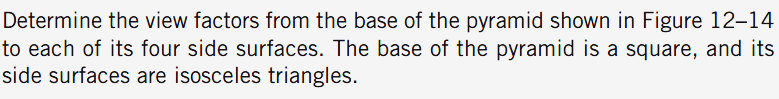 Determine the view factors from the base of the pyramid shown in Figure 12–14
to each of its four side surfaces. The base of the pyramid is a square, and its
side surfaces are isosceles triangles.